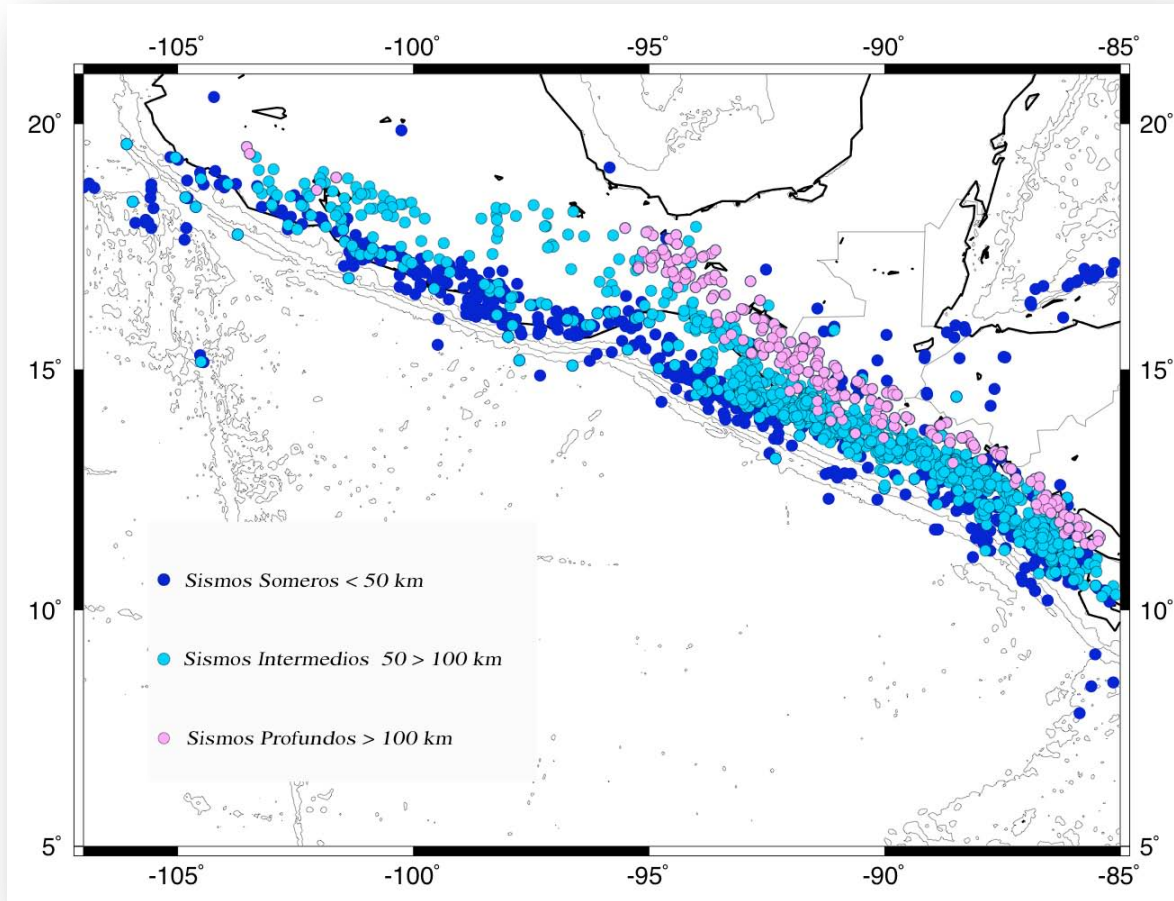 -105° -100° -95° -90° -85°
20° 20°
15° 15°
Sismos Someros < 50 km
10° 10°
Sismos Intermedios 50 > 100 km
Sismos Profundos > 100 km
5° 5°
-105° -100° -95° -90° -85°